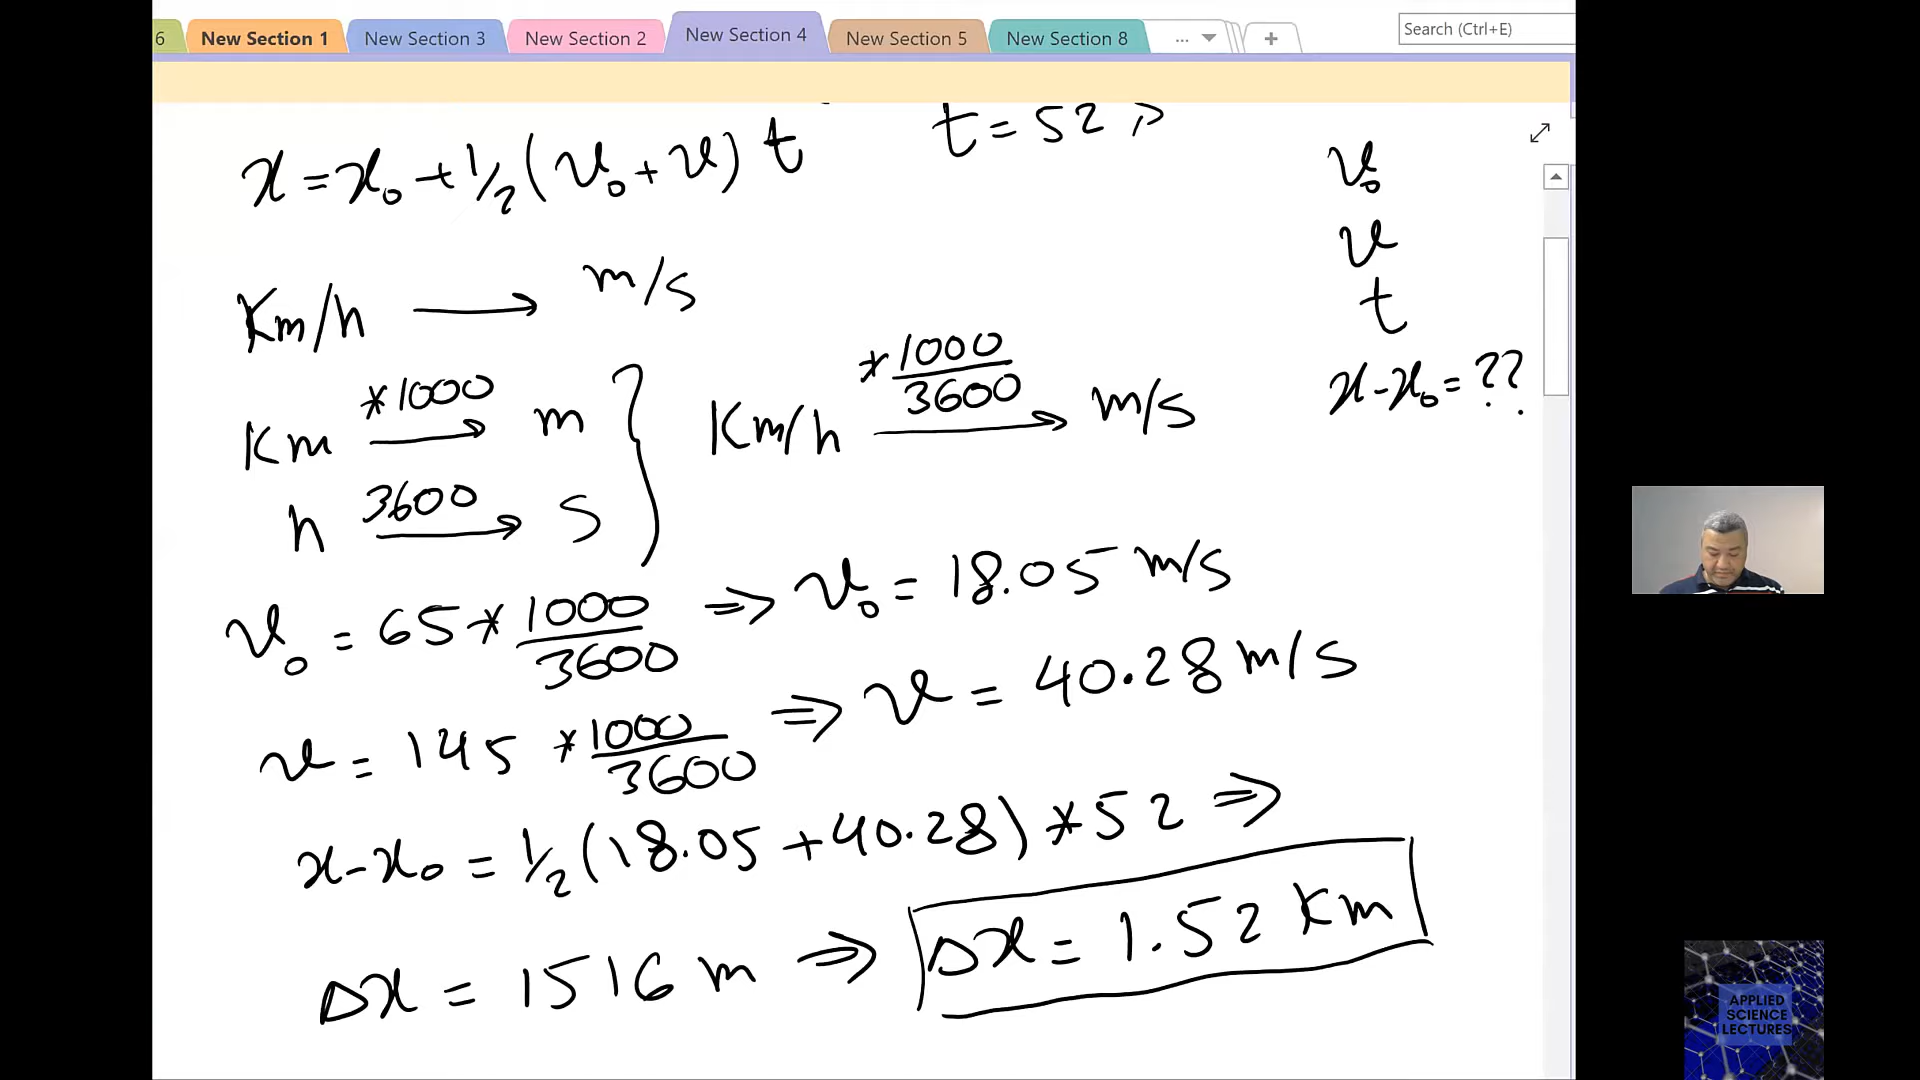 6 New Section 1 New Section 3 New Section 2 New Section 4 New Section 5 New Section 8 ... + Search (Ctrl+E)
x = x₀ + 1/2 (v₀ + v) t
t = 52 s
v₀
v
t
x - x₀ = ??
Km/h → m/s
Km *1000 → m
h 3600 → s
Km/h *1000/3600 → m/s
v₀ = 65 * 1000/3600 ⇒ v₀ = 18.05 m/s
v = 145 * 1000/3600 ⇒ v = 40.28 m/s
x - x₀ = 1/2 (18.05 + 40.28) * 52 ⇒
Δx = 1516 m ⇒ Δx = 1.52 Km
APPLIED
SCIENCE
LECTURES